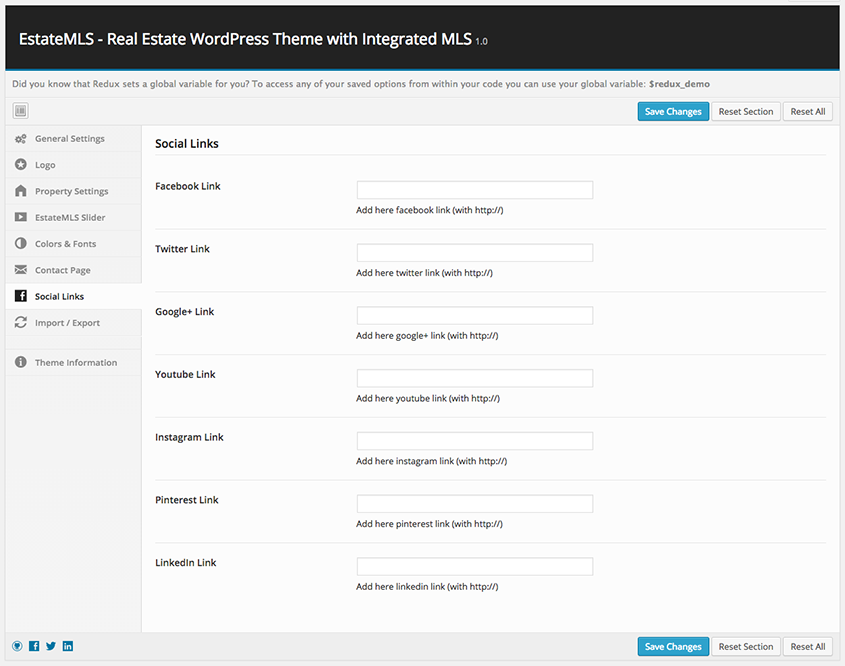 EstateMLS - Real Estate WordPress Theme with Integrated MLS 1.0
Did you know that Redux sets a global variable for you? To access any of your saved options from within your code you can use your global variable: $redux_demo
Save Changes Reset Section Reset All
General Settings
Logo
Property Settings
EstateMLS Slider
Colors & Fonts
Contact Page
Social Links
Import / Export
Theme Information
Social Links
Facebook Link
Add here facebook link (with http://)
Twitter Link
Add here twitter link (with http://)
Google+ Link
Add here google+ link (with http://)
Youtube Link
Add here youtube link (with http://)
Instagram Link
Add here instagram link (with http://)
Pinterest Link
Add here pinterest link (with http://)
LinkedIn Link
Add here linkedin link (with http://)
Save Changes Reset Section Reset All